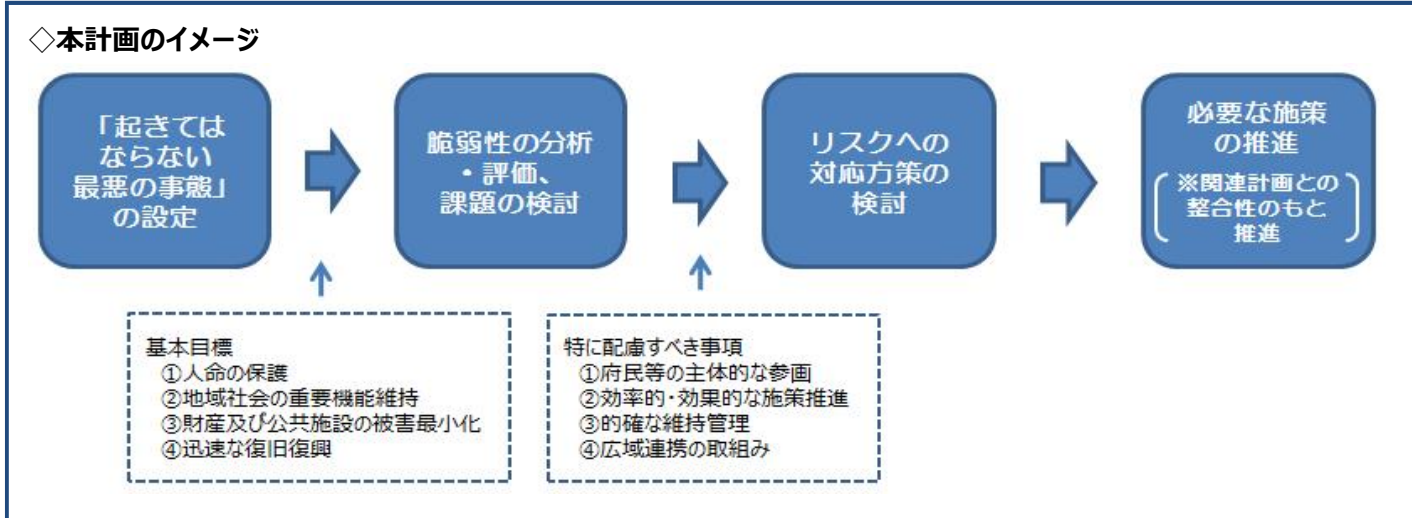 ◇本計画のイメージ
「起きては
ならない
最悪の事態」
の設定
脆弱性の分析
・評価、
課題の検討
リスクへの
対応方策の
検討
必要な施策
の推進
※関連計画との
整合性のもと
推進
基本目標
①人命の保護
②地域社会の重要機能維持
③財産及び公共施設の被害最小化
④迅速な復旧復興
特に配慮すべき事項
①府民等の主体的な参画
②効率的・効果的な施策推進
③的確な維持管理
④広域連携の取組み